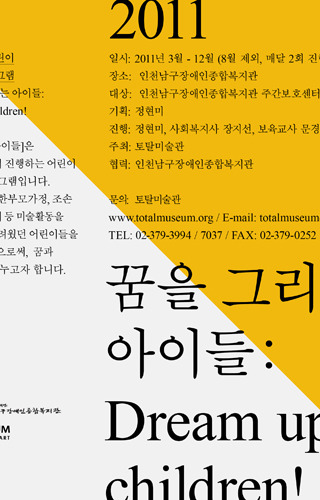 2011
일시: 2011년 3월 - 12월 (8월 제외, 매달 2회 진
장소: 인천남구장애인종합복지관
대상: 인천남구장애인종합복지관 주간보호센터
기획: 정현미
진행: 정현미, 사회복지사 장지선, 보육교사 문경
주최: 토탈미술관
협력: 인천남구장애인종합복지관
문의 토탈미술관
www.totalmuseum.org / E-mail: totalmuseum
TEL: 02-379-3994 / 7037 / FAX: 02-379-0252
린이
그램
는 아이들:
ldren!
아이들]은
진행하는 어린이
그램입니다.
한부모가정, 조손
등 미술활동을
려웠던 어린이들을
으로써, 꿈과
누고자 합니다.
꿈을 그리
아이들:
Dream up
children!
구장애인종합복지관
UM
ART